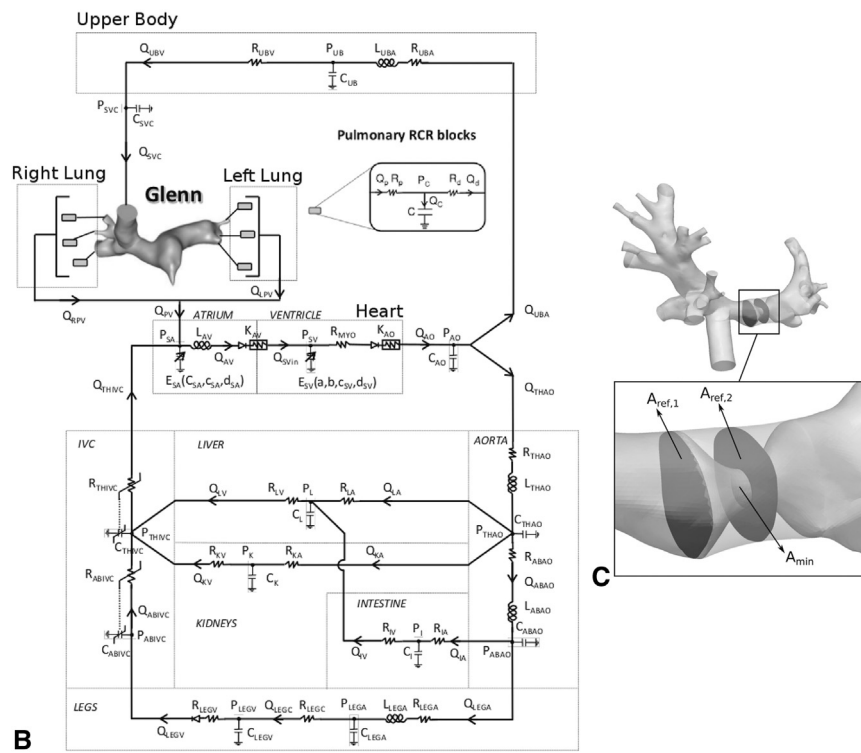 Upper Body
Q_UBV
R_UBV
P_UB
L_UBA
R_UBA
C_UB
P_SVC
C_SVC
Q_SVC
Pulmonary RCR blocks
Right Lung
Left Lung
Glenn
Q_p R_p P_C R_d Q_d
Q_C
C
Q_RPV
Q_PV
Q_LPV
ATRIUM
VENTRICLE
Heart
P_SA
L_AV
K_AV
P_SV
R_MYO
K_AO
Q_AO
P_AO
Q_UBA
Q_AV
Q_SVin
C_AO
E_SA(C_SA,c_SA,d_SA)
E_SV(a,b,c_SV,d_SV)
Q_THIVC
Q_THAO
IVC
LIVER
AORTA
R_THAO
L_THAO
R_THIVC
Q_LV
R_LV
P_L
R_LA
Q_LA
C_L
C_THIVC
P_THIVC
P_THAO
C_THAO
R_KV
P_K
R_KA
Q_KA
Q_KV
C_K
R_ABAO
Q_ABAO
L_ABAO
R_ABIVC
Q_ABIVC
KIDNEYS
INTESTINE
R_IV
P_I
R_IA
C_I
Q_IV
Q_IA
C_ABAO
P_ABAO
C_ABIVC
P_ABIVC
LEGS
R_LEGV
P_LEGV
Q_LEGC
R_LEGC
P_LEGA
L_LEGA
R_LEGA
Q_LEGA
Q_LEGV
C_LEGV
C_LEGA
B
A_ref,1
A_ref,2
A_min
C